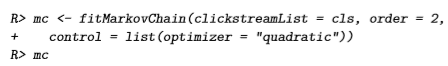 R> mc <- fitMarkovChain(clickstreamList = cls, order = 2,
+ control = list(optimizer = "quadratic"))
R> mc